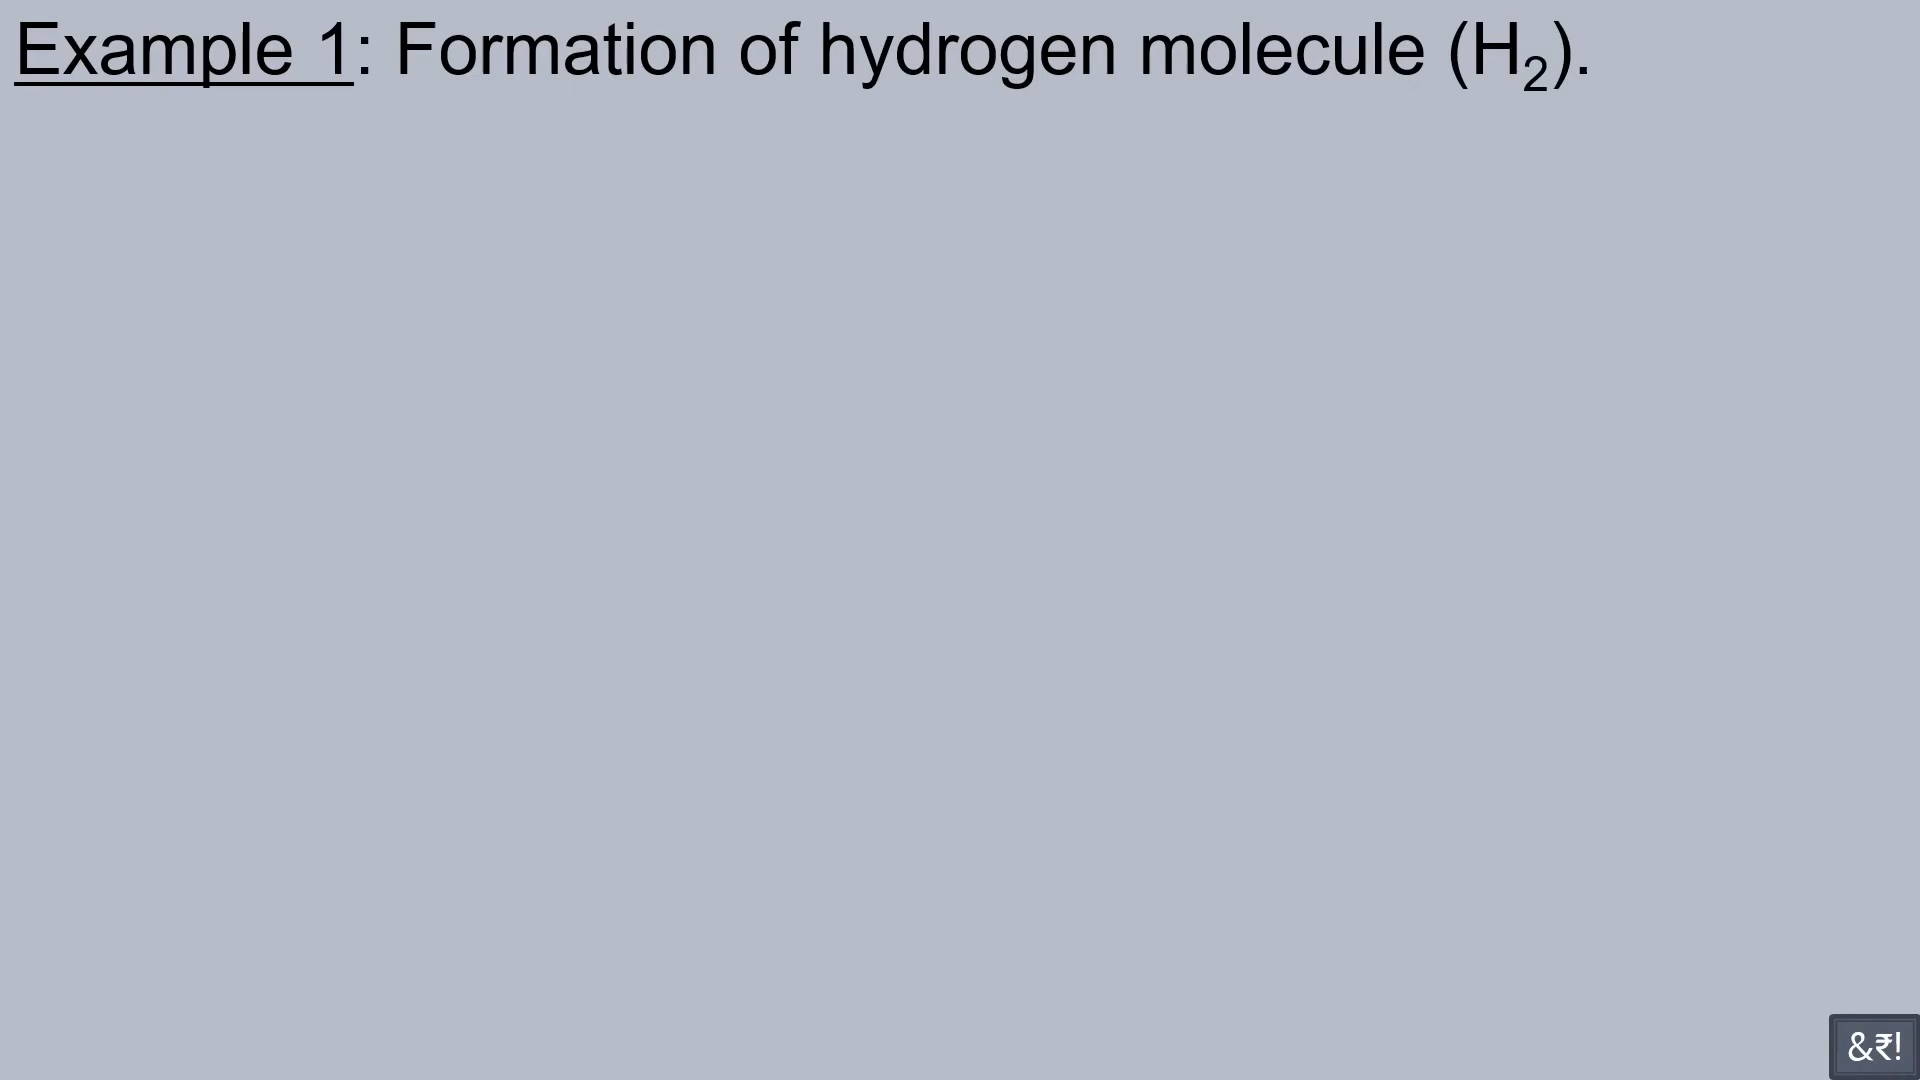 Example 1: Formation of hydrogen molecule (H₂).
&₹!